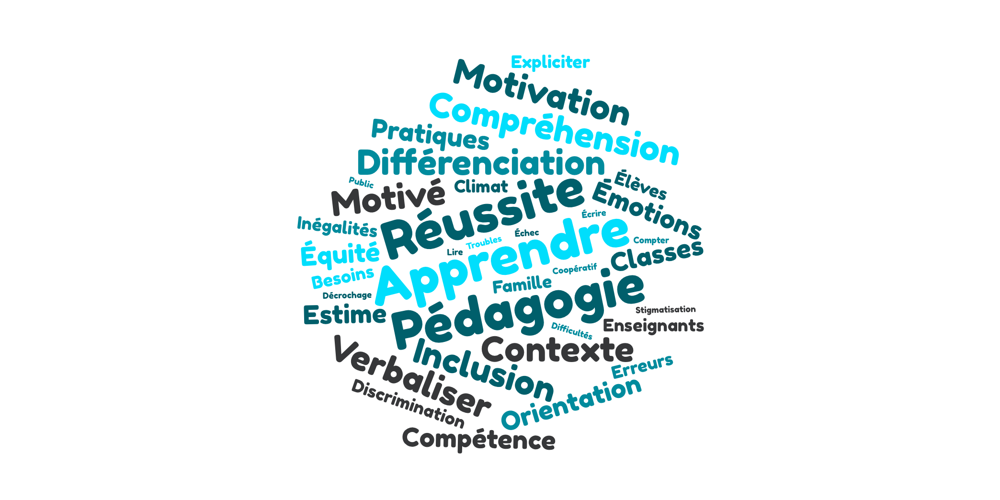 Expliciter
Motivation
Compréhension
Pratiques
Différenciation
Public
Motivé
Climat
Élèves
Réussite
Émotions
Écrire
Inégalités
Échec
Troubles
Apprendre
Compter
Lire
Équité
Classes
Coopératif
Besoins
Famille
Décrochage
Pédagogie
Estime
Stigmatisation
Enseignants
Difficultés
Contexte
Verbaliser
Inclusion
Erreurs
Discrimination
Orientation
Compétence